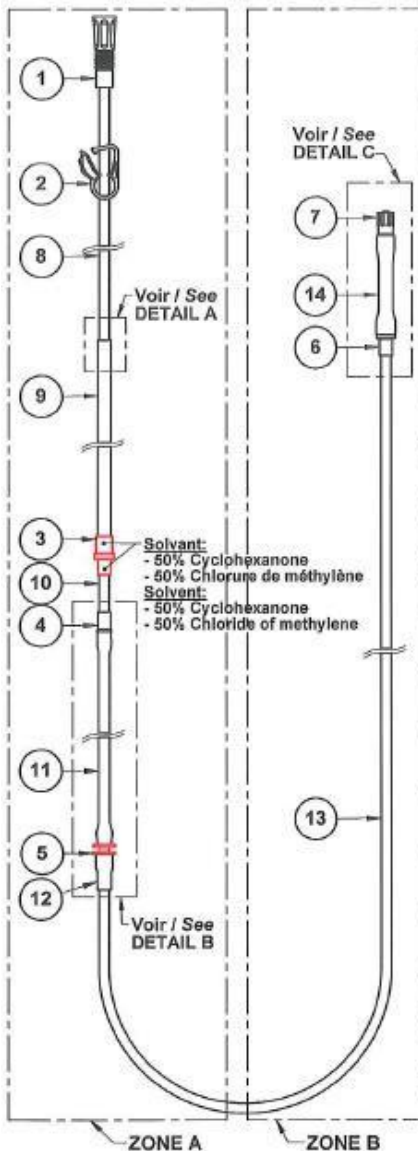 1
2
8
Voir / See
DETAIL A
9
3
Solvant:
- 50% Cyclohexanone
- 50% Chlorure de méthylène
Solvent:
- 50% Cyclohexanone
- 50% Chloride of methylene
10
4
11
5
12
Voir / See
DETAIL B
ZONE A
Voir / See
DETAIL C
7
14
6
13
ZONE B